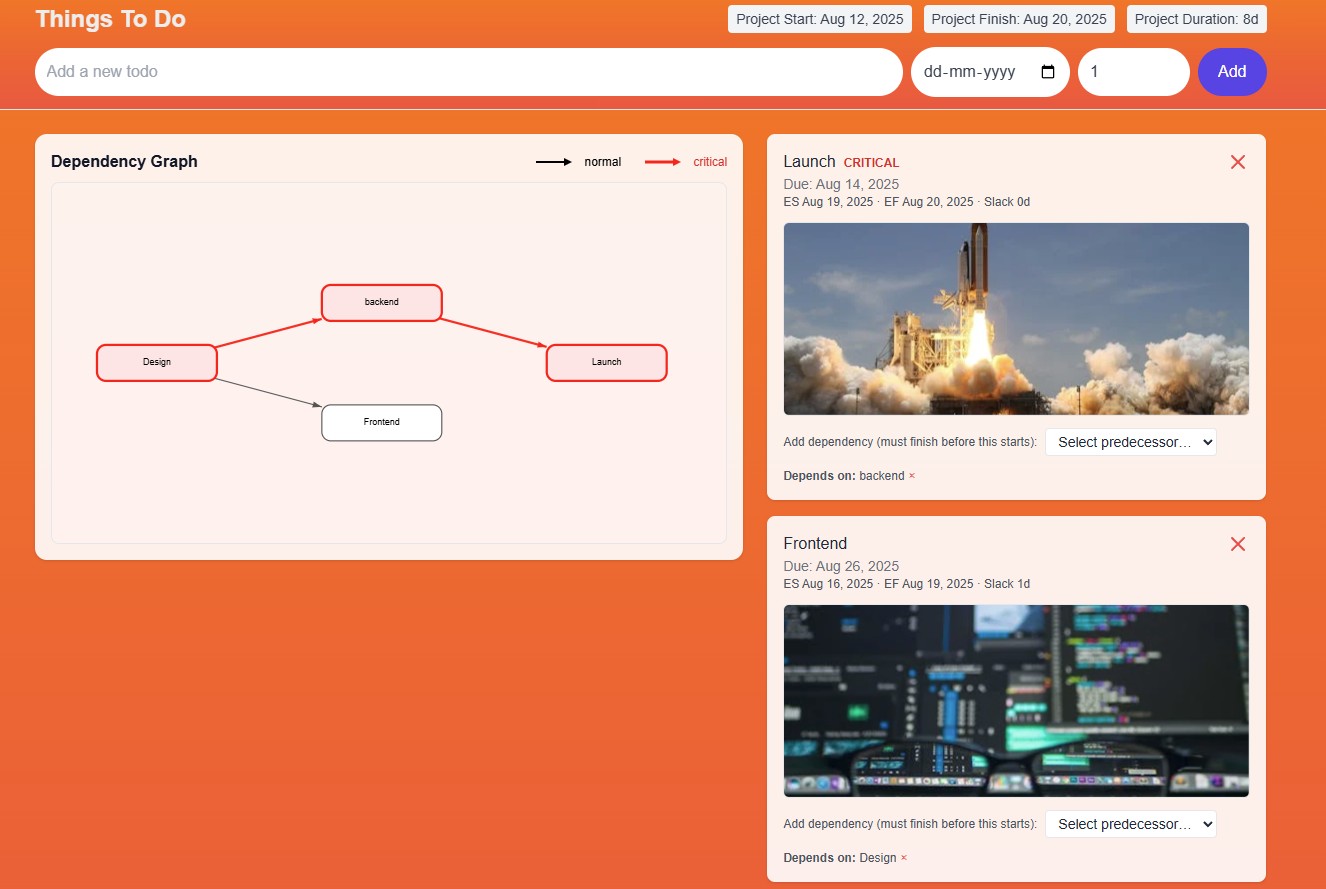 Things To Do
Project Start: Aug 12, 2025
Project Finish: Aug 20, 2025
Project Duration: 8d
Add a new todo
dd-mm-yyyy
1
Add
Dependency Graph
normal
critical
backend
Design
Launch
Frontend
Launch CRITICAL
Due: Aug 14, 2025
ES Aug 19, 2025 · EF Aug 20, 2025 · Slack 0d
Add dependency (must finish before this starts): Select predecessor…
Depends on: backend ×
Frontend
Due: Aug 26, 2025
ES Aug 16, 2025 · EF Aug 19, 2025 · Slack 1d
Add dependency (must finish before this starts): Select predecessor…
Depends on: Design ×